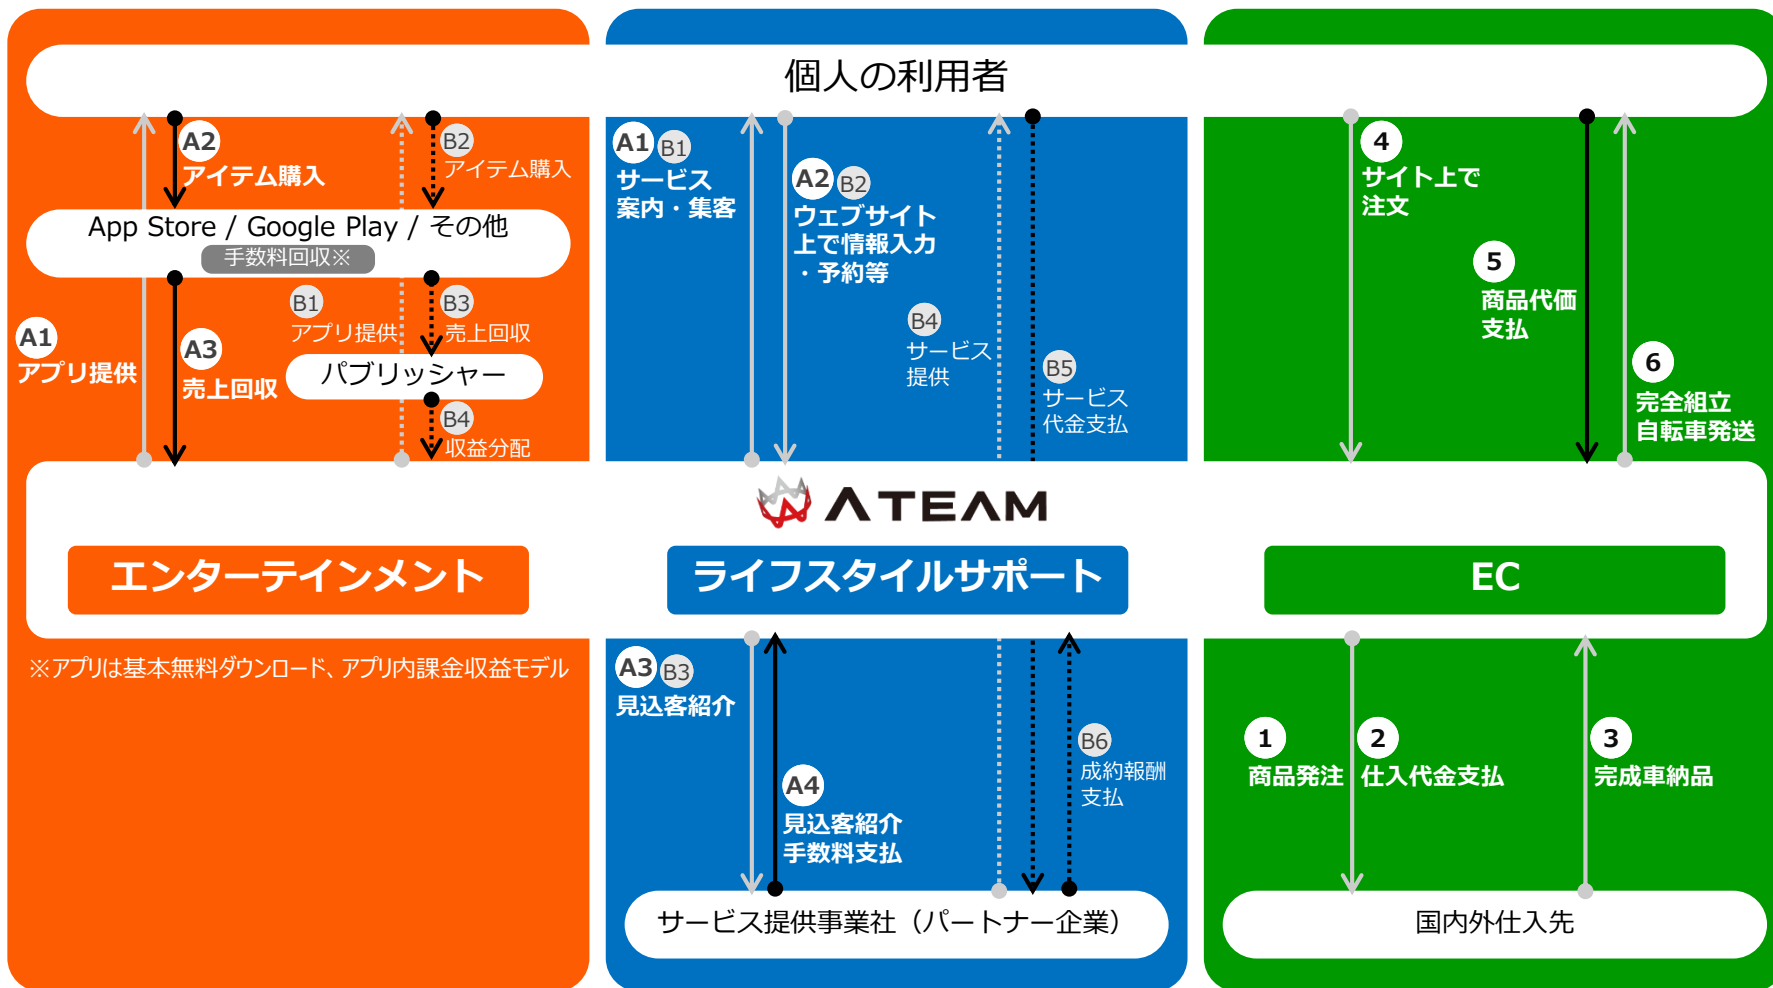 個人の利用者
A2
アイテム購入
B2
アイテム購入
App Store / Google Play / その他
手数料回収※
A1
アプリ提供
A3
売上回収
B1
アプリ提供
B3
売上回収
パブリッシャー
B4
収益分配
A1 B1
サービス
案内・集客
A2 B2
ウェブサイト
上で情報入力
・予約等
B4
サービス
提供
B5
サービス
代金支払
4
サイト上で
注文
5
商品代価
支払
6
完全組立
自転車発送
ATEAM
エンターテインメント
ライフスタイルサポート
EC
※アプリは基本無料ダウンロード、アプリ内課金収益モデル
A3 B3
見込客紹介
A4
見込客紹介
手数料支払
B6
成約報酬
支払
サービス提供事業社（パートナー企業）
1
商品発注
2
仕入代金支払
3
完成車納品
国内外仕入先